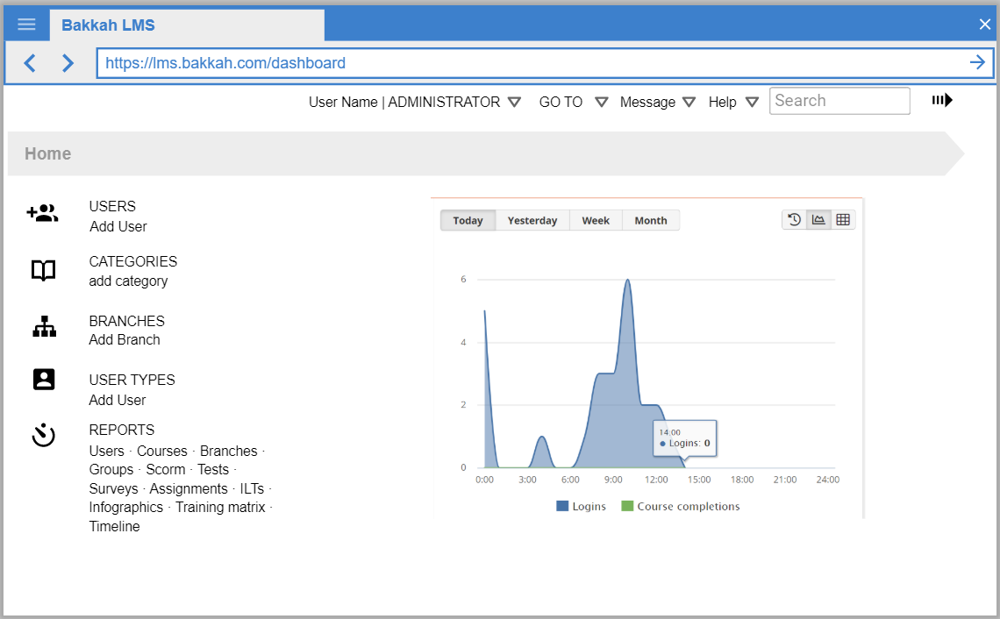 Bakkah LMS
https://lms.bakkah.com/dashboard
User Name | ADMINISTRATOR GO TO Message Help Search
Home
USERS
Add User
CATEGORIES
add category
BRANCHES
Add Branch
USER TYPES
Add User
REPORTS
Users · Courses · Branches ·
Groups · Scorm · Tests ·
Surveys · Assignments · ILTs ·
Infographics · Training matrix ·
Timeline
Today Yesterday Week Month
6
4
2
0
14:00
Logins: 0
0:00 3:00 6:00 9:00 12:00 15:00 18:00 21:00 24:00
Logins Course completions